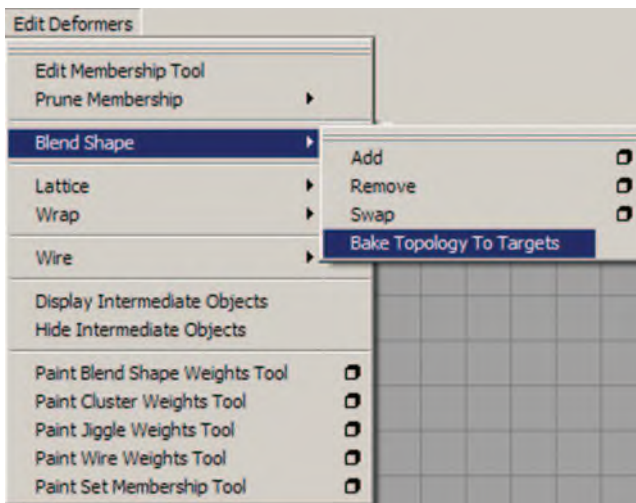 Edit Deformers
Edit Membership Tool
Prune Membership
Blend Shape
Add
Remove
Swap
Bake Topology To Targets
Lattice
Wrap
Wire
Display Intermediate Objects
Hide Intermediate Objects
Paint Blend Shape Weights Tool
Paint Cluster Weights Tool
Paint Jiggle Weights Tool
Paint Wire Weights Tool
Paint Set Membership Tool